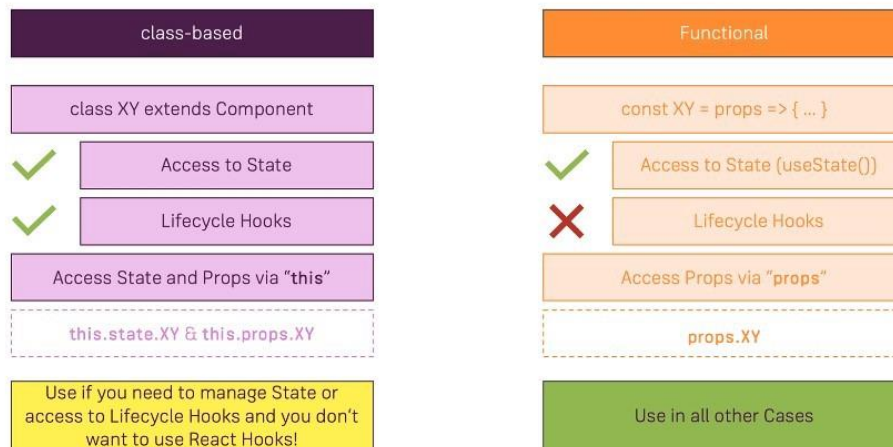 class-based
class XY extends Component
Access to State
Lifecycle Hooks
Access State and Props via “this”
this.state.XY & this.props.XY
Use if you need to manage State or
access to Lifecycle Hooks and you don’t
want to use React Hooks!
Functional
const XY = props => { ... }
Access to State (useState())
Lifecycle Hooks
Access Props via “props”
props.XY
Use in all other Cases